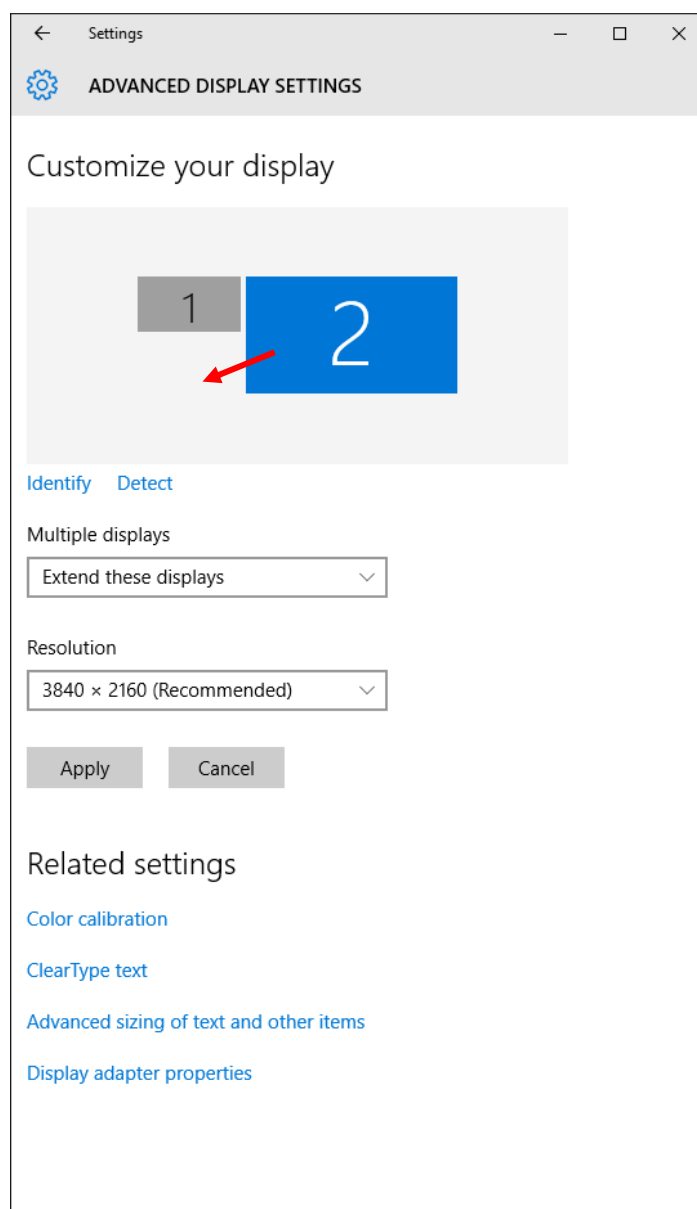 Settings
ADVANCED DISPLAY SETTINGS
Customize your display
1
2
Identify Detect
Multiple displays
Extend these displays
Resolution
3840 × 2160 (Recommended)
Apply Cancel
Related settings
Color calibration
ClearType text
Advanced sizing of text and other items
Display adapter properties